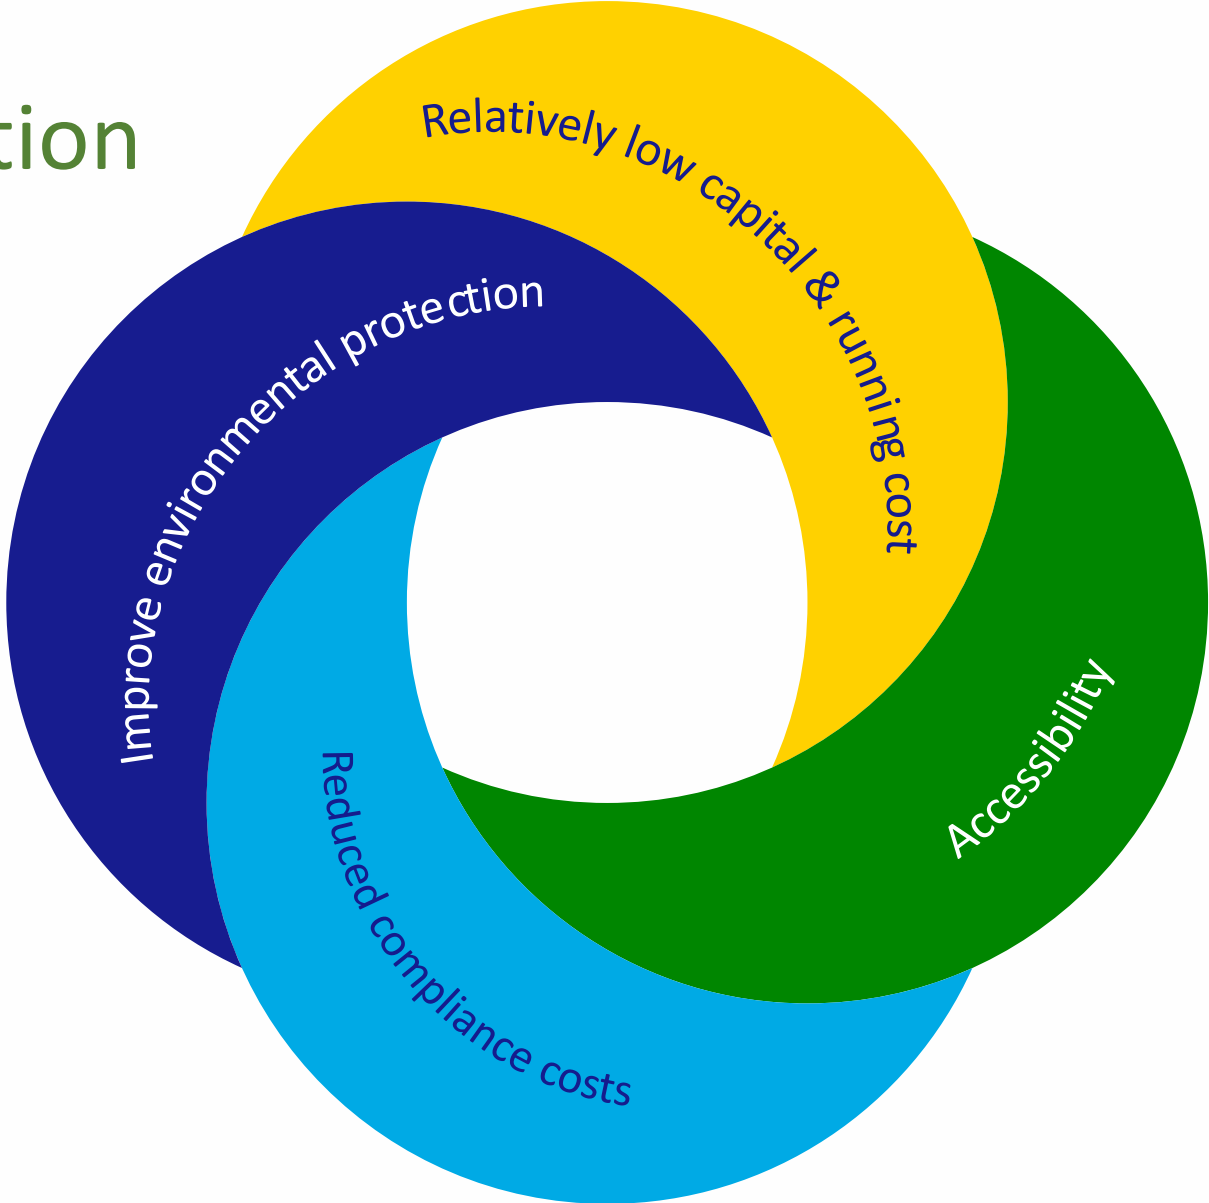 tion
Relatively low capital & running cost
Improve environmental protection
Accessibility
Reduced compliance costs